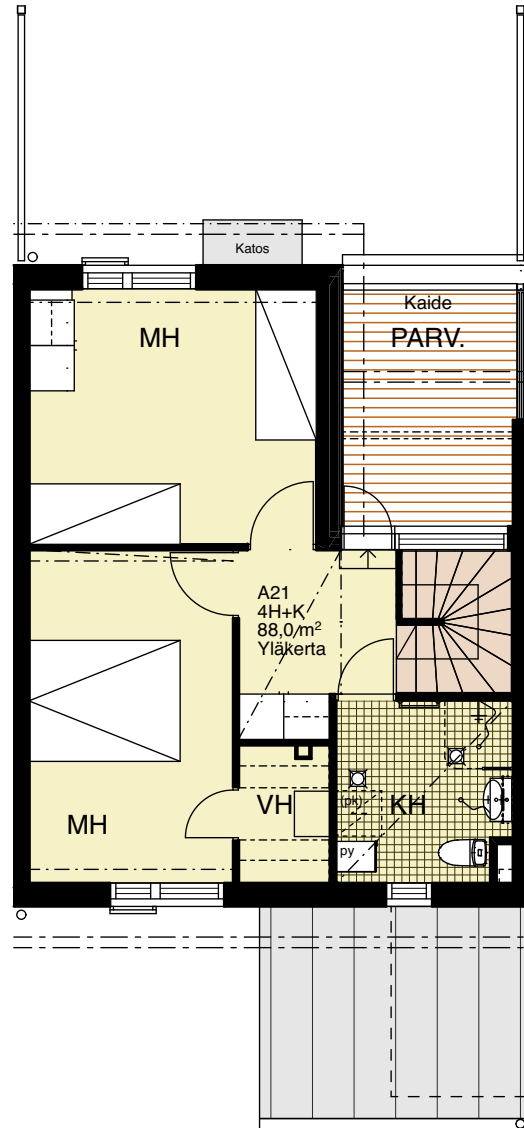 Katos
Kaide
MH
PARV.
A21
4H+K
88,0 m²
Yläkerta
VH
(pk)
KH
MH
py